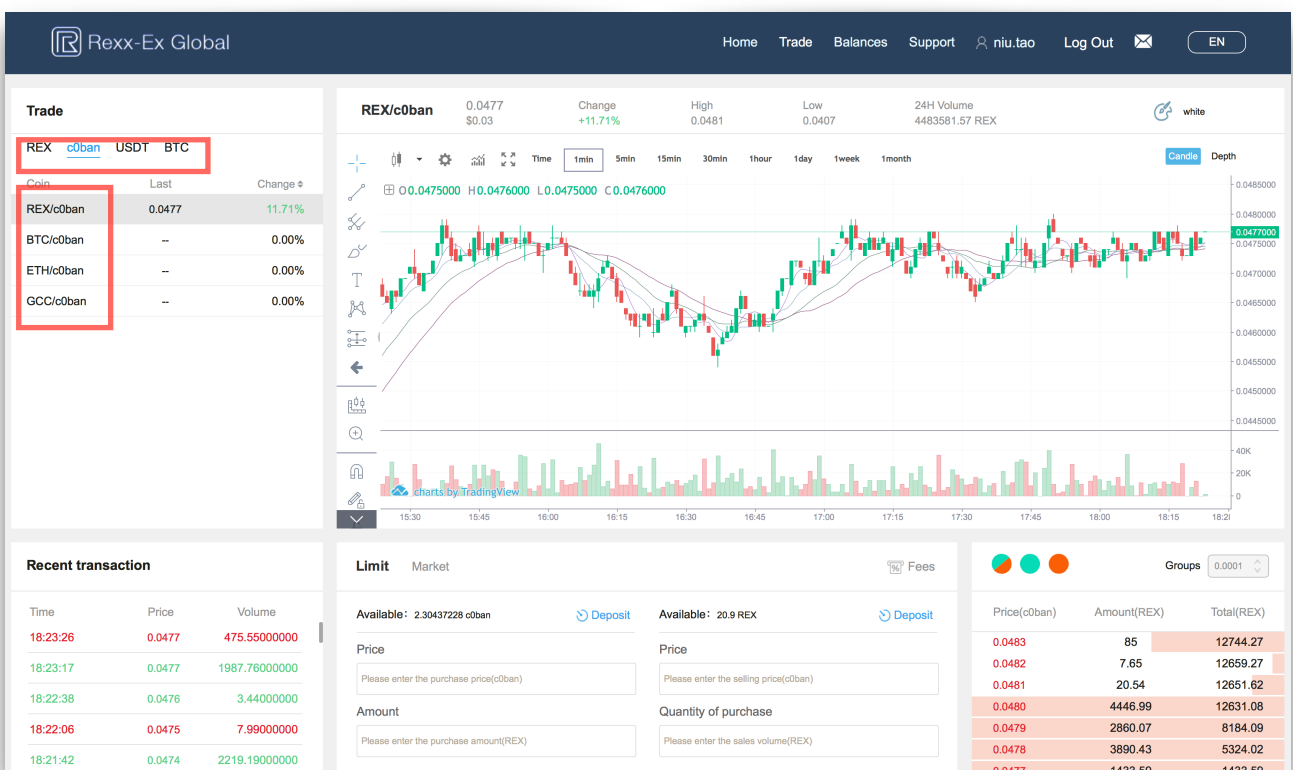 Rexx-Ex Global
Home Trade Balances Support niu.tao Log Out EN
Trade
REX c0ban USDT BTC
Coin Last Change
REX/c0ban 0.0477 11.71%
BTC/c0ban -- 0.00%
ETH/c0ban -- 0.00%
GCC/c0ban -- 0.00%
REX/c0ban
0.0477 Change High Low 24H Volume
$0.03 +11.71% 0.0481 0.0407 4483581.57 REX
white
Time 1min 5min 15min 30min 1hour 1day 1week 1month
Candle Depth
O 0.0475000 H 0.0476000 L 0.0475000 C 0.0476000
0.0485000
0.0480000
0.0477000
0.0475000
0.0470000
0.0465000
0.0460000
0.0455000
0.0450000
0.0445000
40K
20K
0
charts by TradingView
15:30 15:45 16:00 16:15 16:30 16:45 17:00 17:15 17:30 17:45 18:00 18:15
Recent transaction
Time Price Volume
18:23:26 0.0477 475.55000000
18:23:17 0.0477 1987.76000000
18:22:38 0.0476 3.44000000
18:22:06 0.0475 7.99000000
18:21:42 0.0474 2219.19000000
Limit Market Fees
Available: 2.30437228 c0ban Deposit
Price
Please enter the purchase price(c0ban)
Amount
Please enter the purchase amount(REX)
Available: 20.9 REX Deposit
Price
Please enter the selling price(c0ban)
Quantity of purchase
Please enter the sales volume(REX)
Groups 0.0001
Price(c0ban) Amount(REX) Total(REX)
0.0483 85 12744.27
0.0482 7.65 12659.27
0.0481 20.54 12651.62
0.0480 4446.99 12631.08
0.0479 2860.07 8184.09
0.0478 3890.43 5324.02
0.0477 1433.59 1433.59